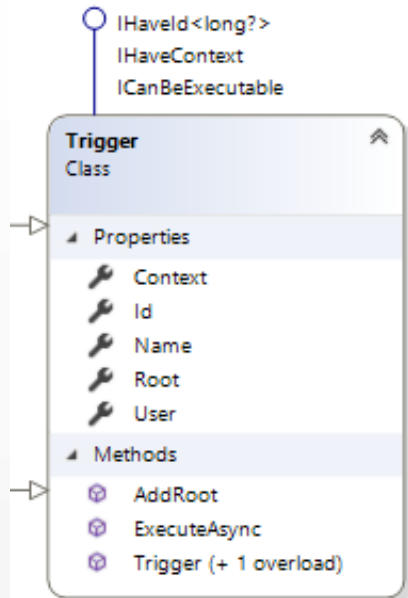 IHaveId<long?>
IHaveContext
ICanBeExecutable
Trigger
Class
Properties
Context
Id
Name
Root
User
Methods
AddRoot
ExecuteAsync
Trigger (+ 1 overload)